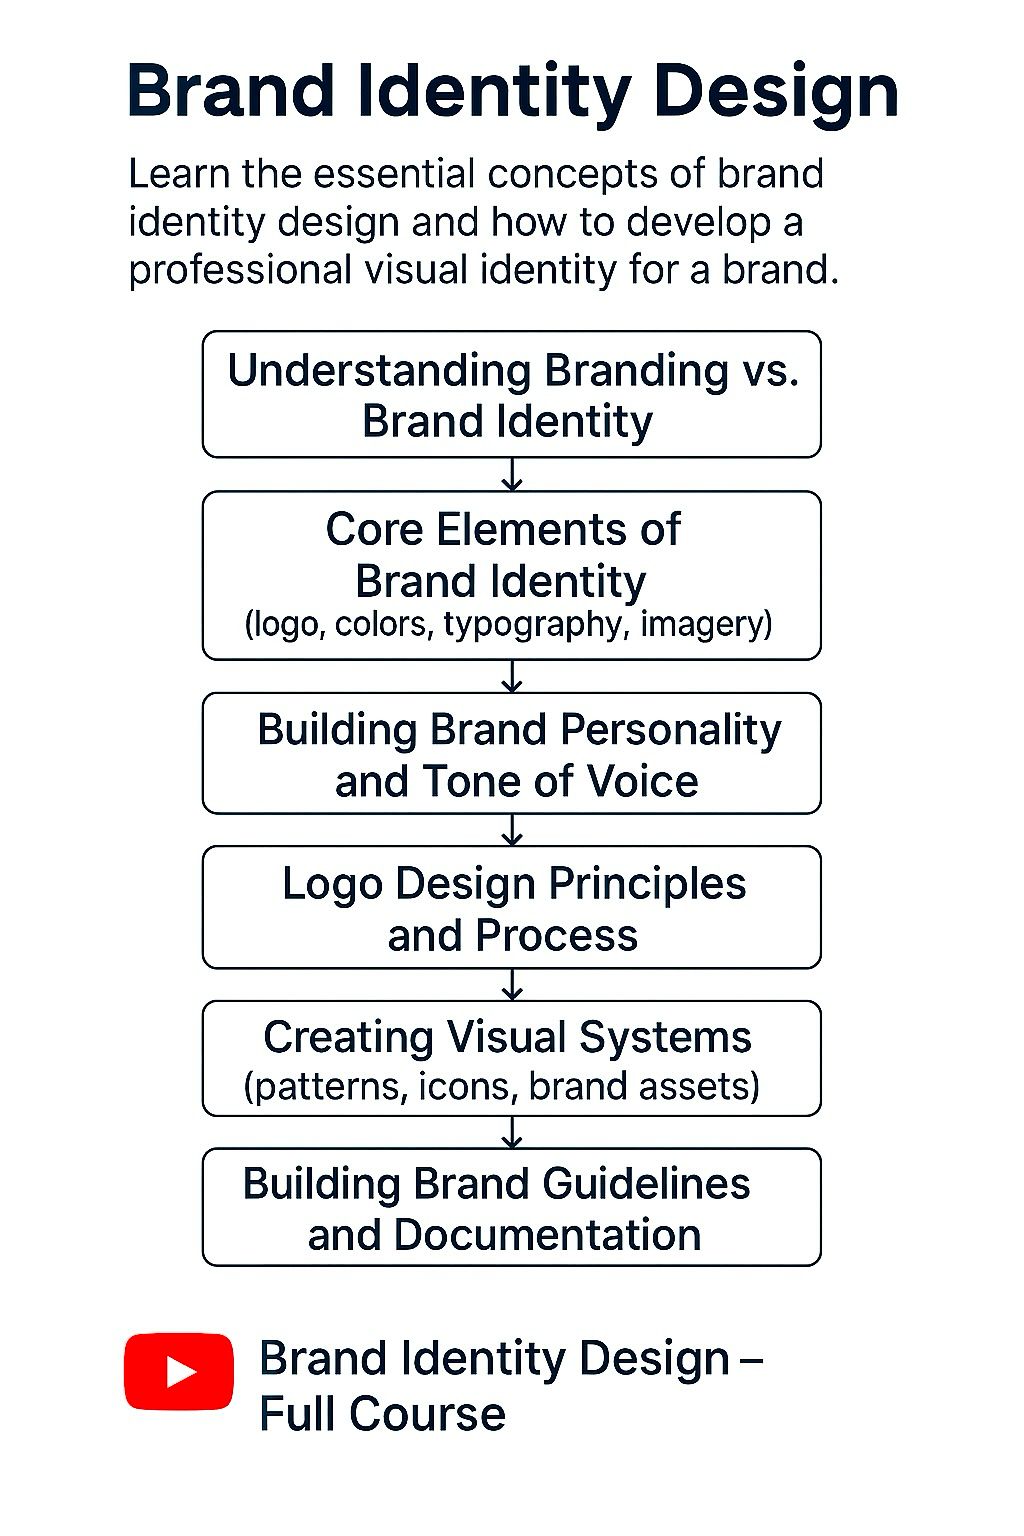 Brand Identity Design
Learn the essential concepts of brand
identity design and how to develop a
professional visual identity for a brand.
Understanding Branding vs.
Brand Identity
Core Elements of
Brand Identity
(logo, colors, typography, imagery)
Building Brand Personality
and Tone of Voice
Logo Design Principles
and Process
Creating Visual Systems
(patterns, icons, brand assets)
Building Brand Guidelines
and Documentation
Brand Identity Design –
Full Course